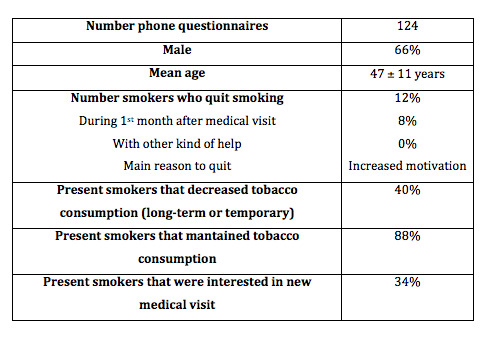 Number phone questionnaires 124
Male 66%
Mean age 47 ± 11 years
Number smokers who quit smoking 12%
During 1st month after medical visit 8%
With other kind of help 0%
Main reason to quit Increased motivation
Present smokers that decreased tobacco 40%
consumption (long-term or temporary)
Present smokers that mantained tobacco 88%
consumption
Present smokers that were interested in new 34%
medical visit